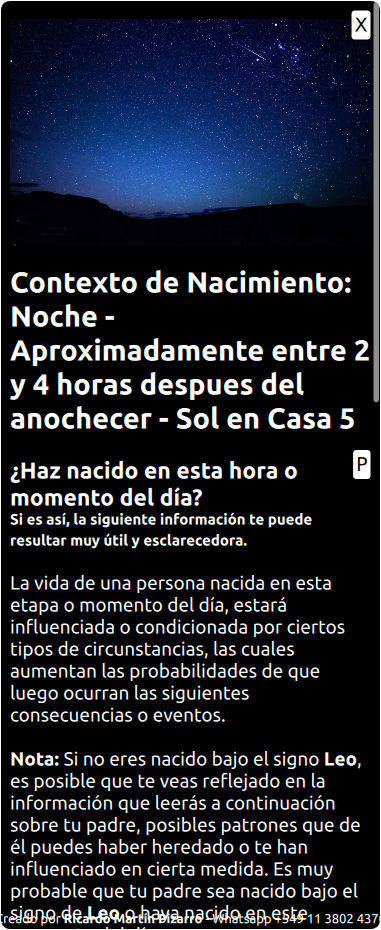 X
Contexto de Nacimiento:
Noche -
Aproximadamente entre 2
y 4 horas despues del
anochecer - Sol en Casa 5
¿Haz nacido en esta hora o
P
momento del día?
Si es así, la siguiente información te puede
resultar muy útil y esclarecedora.
La vida de una persona nacida en esta
etapa o momento del día, estará
influenciada o condicionada por ciertos
tipos de circunstancias, las cuales
aumentan las probabilidades de que
luego ocurran las siguientes
consecuencias o eventos.
Nota: Si no eres nacido bajo el signo Leo,
es posible que te veas reflejado en la
información que leerás a continuación
sobre tu padre, posibles patrones que de
él puedes haber heredado o te han
influenciado en cierta medida. Es muy
probable que tu padre sea nacido bajo el
signo de Leo o haya nacido en este
Creado por Ricardo Martin Dizarro - Whatsapp +549 11 3802 4370